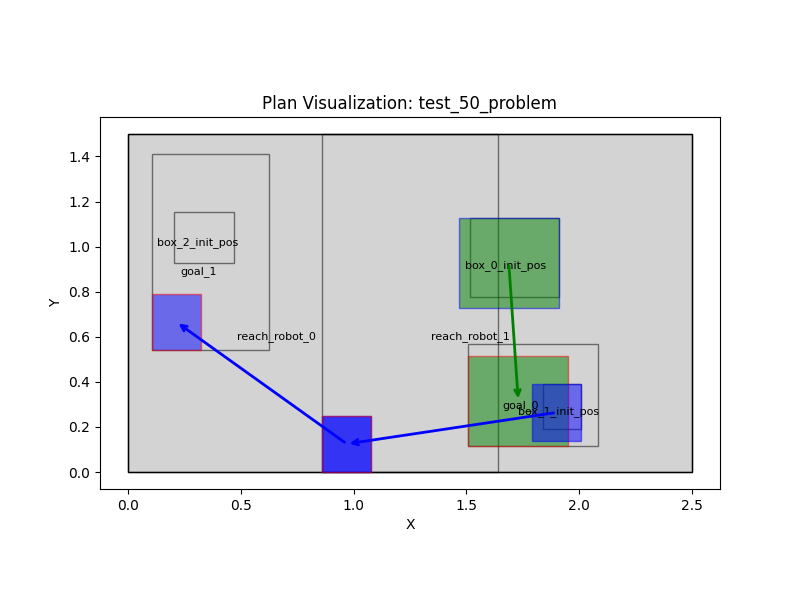 Plan Visualization: test_50_problem
1.4
1.2
1.0
0.8
0.6
0.4
0.2
0.0
Y
box_2_init_pos
goal_1
box_0_init_pos
reach_robot_0
reach_robot_1
goal_0
box_1_init_pos
0.0
0.5
1.0
1.5
2.0
2.5
X